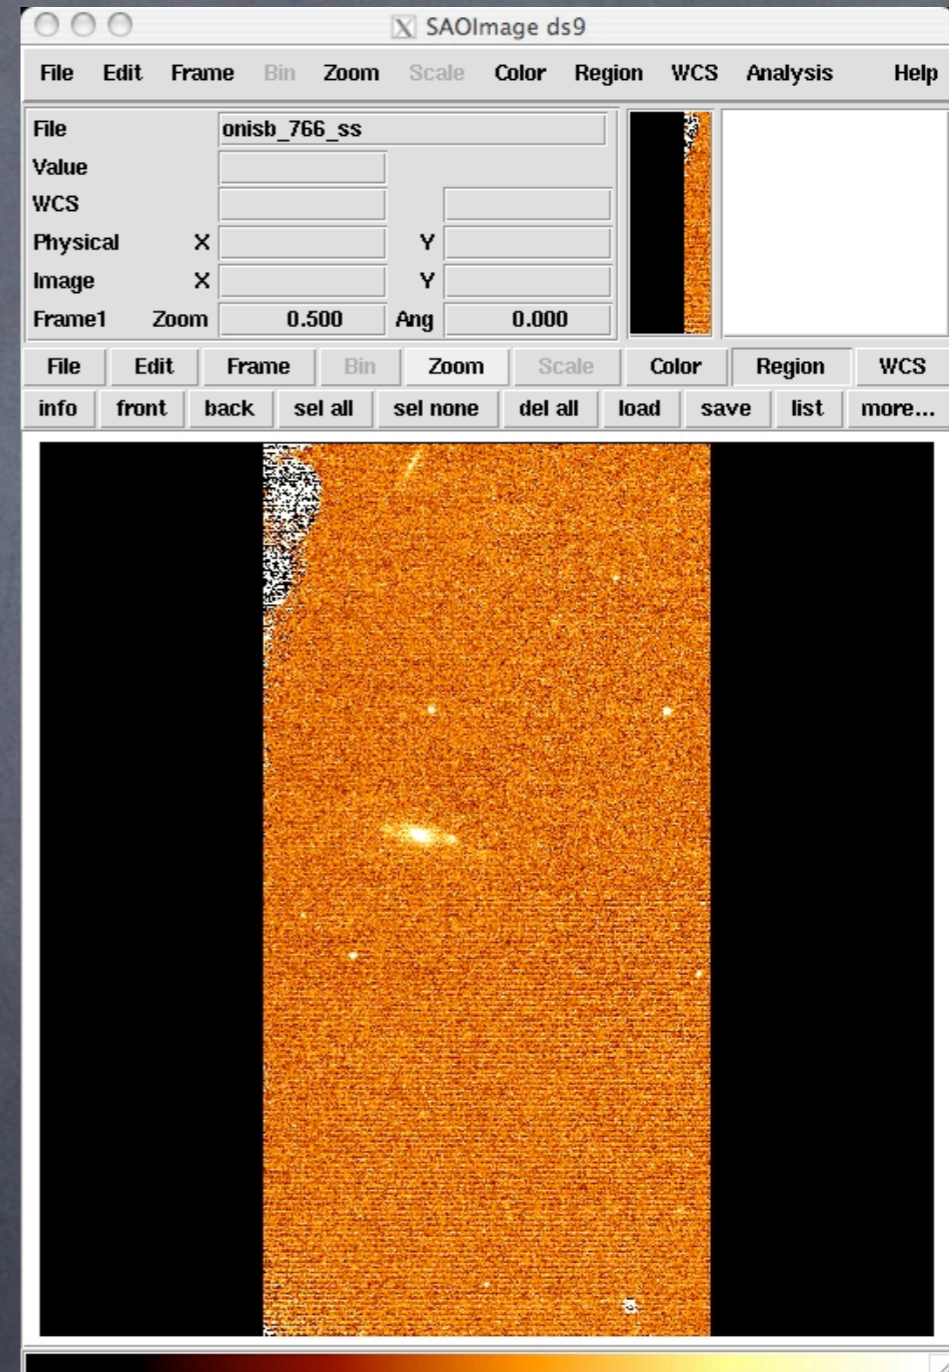 SAOImage ds9
File Edit Frame Bin Zoom Scale Color Region WCS Analysis Help
File onisb_766_ss
Value
WCS
Physical X Y
Image X Y
Frame1 Zoom 0.500 Ang 0.000
File Edit Frame Bin Zoom Scale Color Region WCS
info front back sel all sel none del all load save list more...